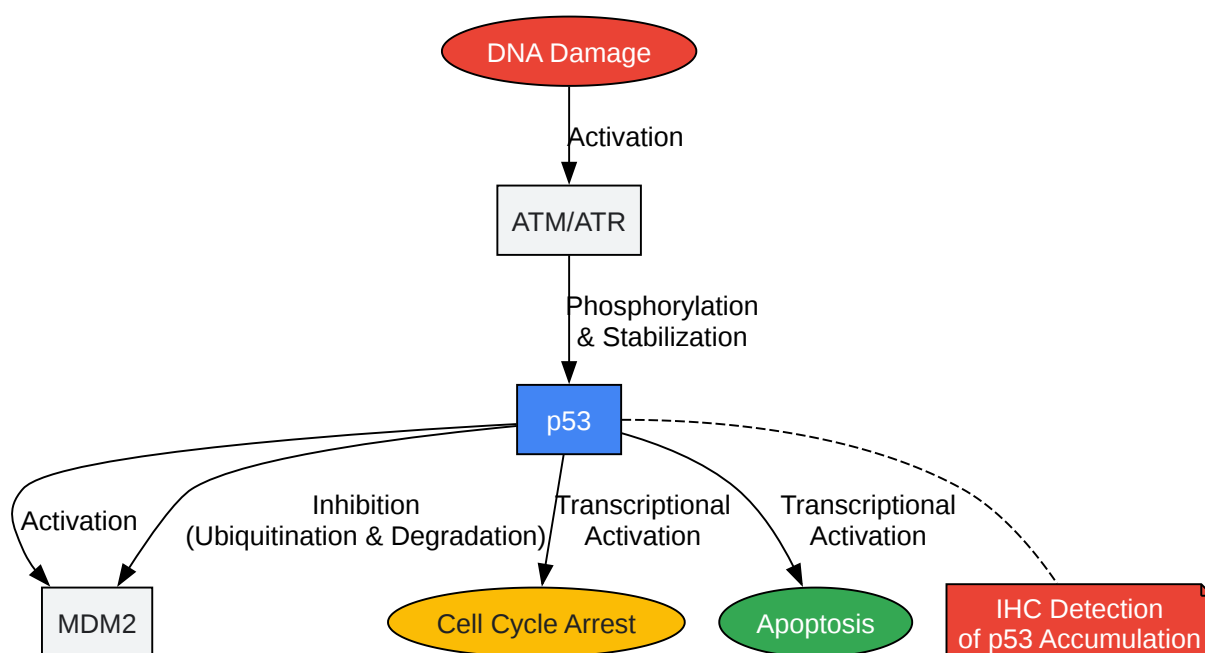 DNA Damage
Activation
ATM/ATR
Phosphorylation
& Stabilization
p53
Activation
Inhibition
(Ubiquitination & Degradation)
Transcriptional
Activation
Transcriptional
Activation
MDM2
Cell Cycle Arrest
Apoptosis
IHC Detection
of p53 Accumulation